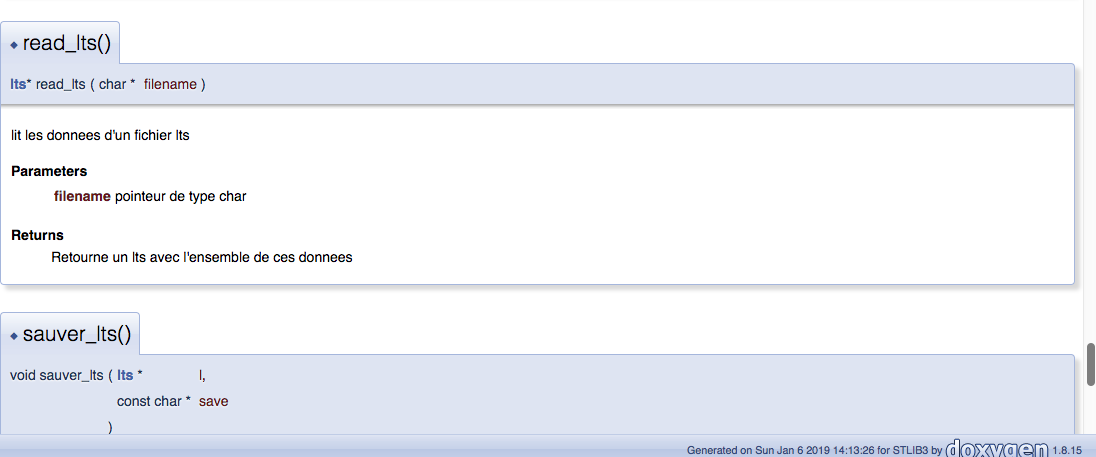 ◆ read_lts()
lts* read_lts ( char * filename )
lit les donnees d'un fichier lts
Parameters
filename pointeur de type char
Returns
Retourne un lts avec l'ensemble de ces donnees
◆ sauver_lts()
void sauver_lts ( lts * l,
const char * save
)
Generated on Sun Jan 6 2019 14:13:26 for STLIB3 by doxygen 1.8.15